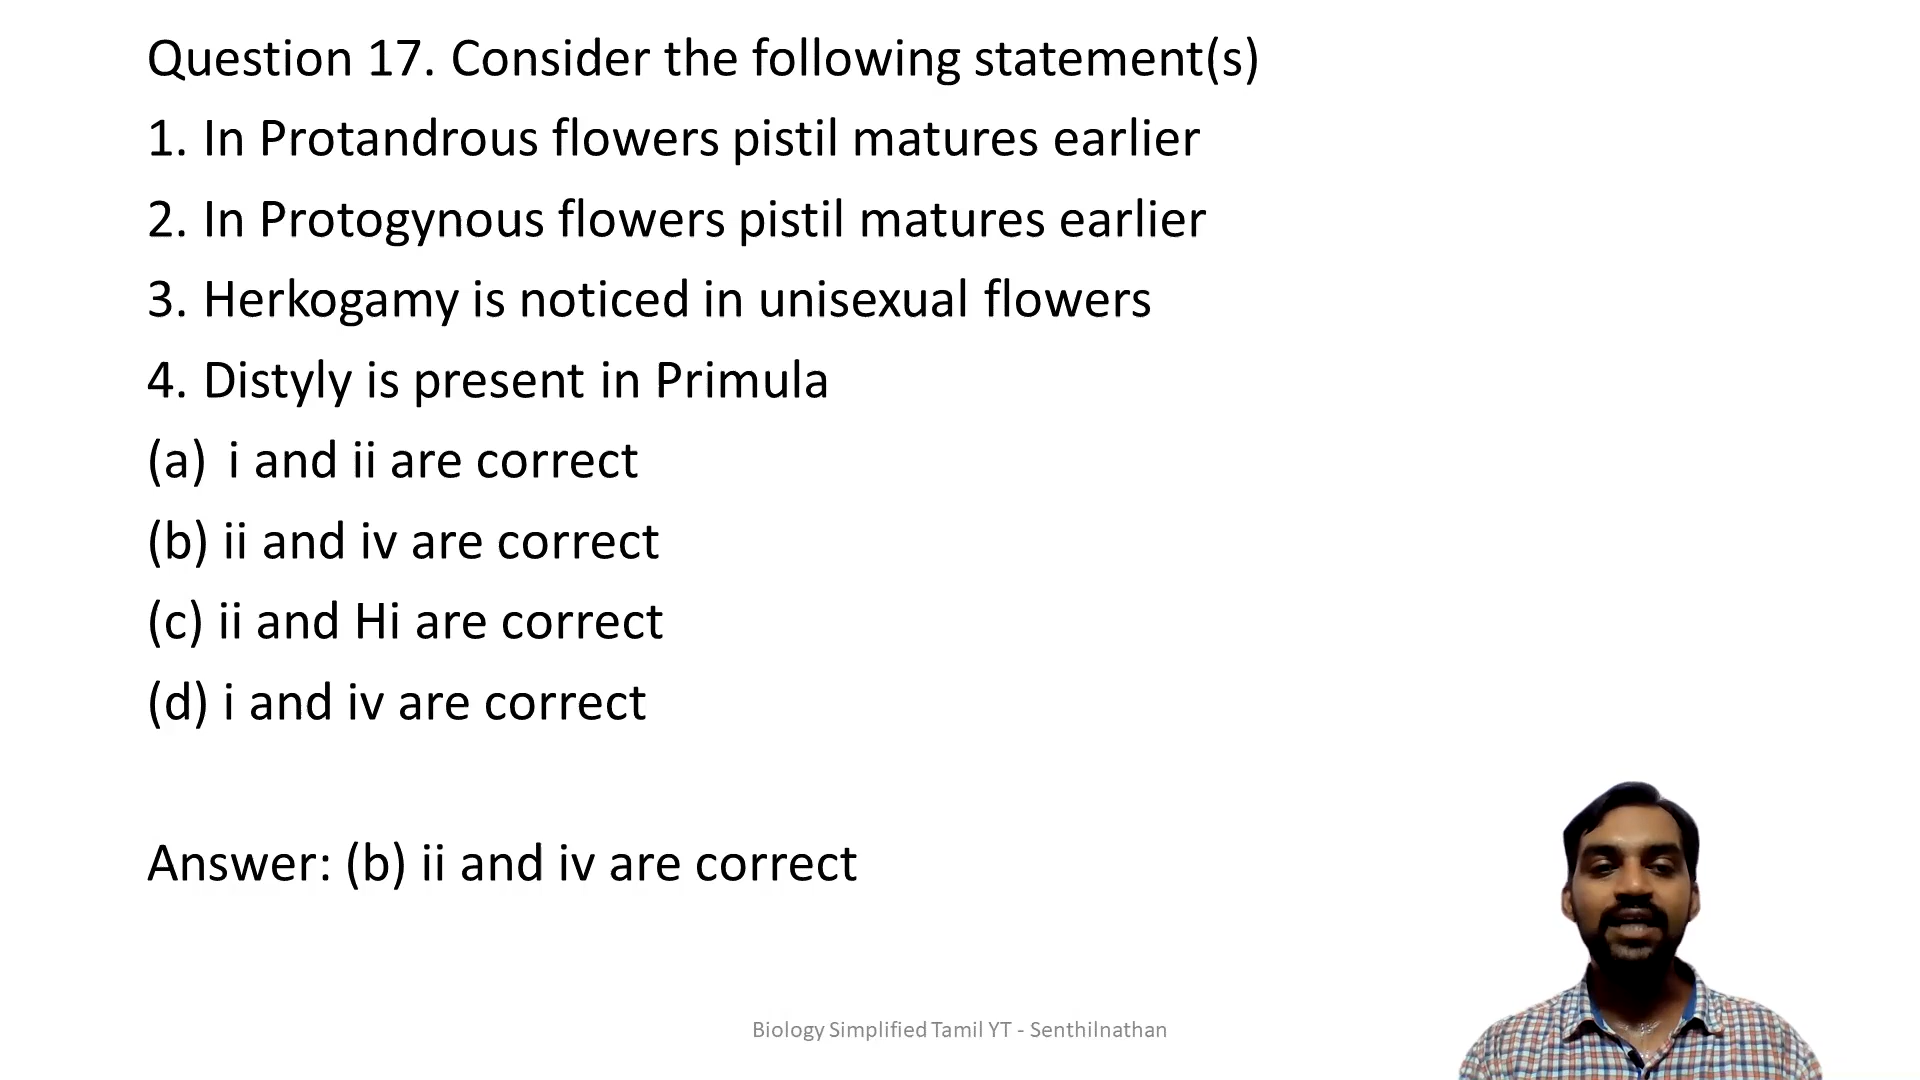 Question 17. Consider the following statement(s)
1. In Protandrous flowers pistil matures earlier
2. In Protogynous flowers pistil matures earlier
3. Herkogamy is noticed in unisexual flowers
4. Distyly is present in Primula
(a) i and ii are correct
(b) ii and iv are correct
(c) ii and Hi are correct
(d) i and iv are correct
Answer: (b) ii and iv are correct
Biology Simplified Tamil YT - Senthilnathan